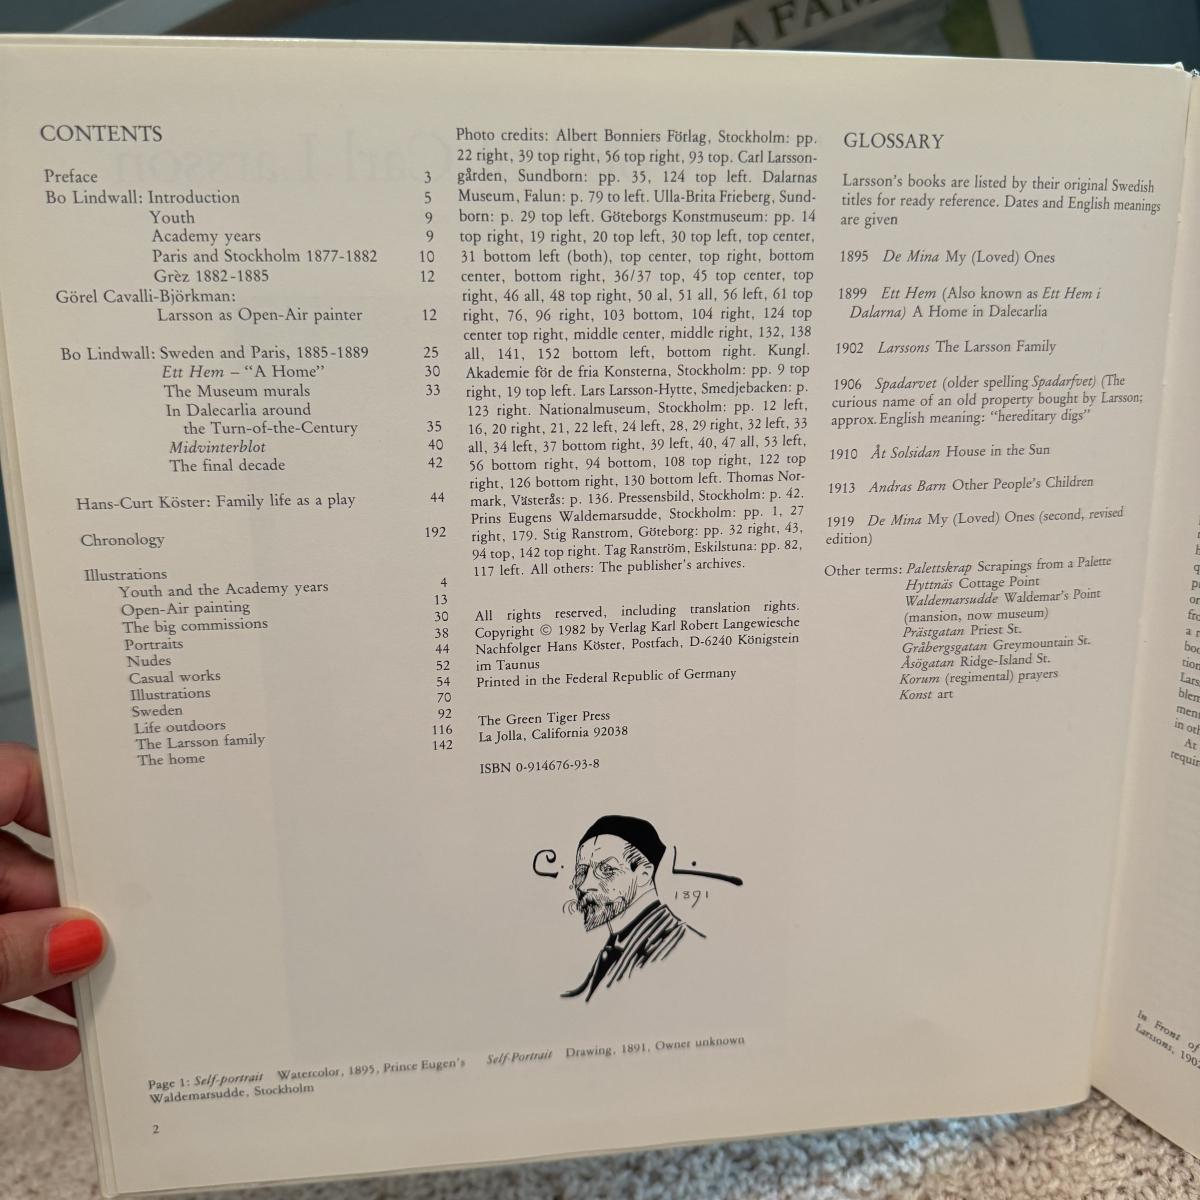 A FAM
CONTENTS
Preface 3
Bo Lindwall: Introduction 5
Youth 9
Academy years 9
Paris and Stockholm 1877-1882 10
Grèz 1882-1885 12
Görel Cavalli-Björkman:
Larsson as Open-Air painter 12
Bo Lindwall: Sweden and Paris, 1885-1889 25
Ett Hem – “A Home” 30
The Museum murals 33
In Dalecarlia around
the Turn-of-the-Century 35
Midvinterblot 40
The final decade 42
Hans-Curt Köster: Family life as a play 44
Chronology 192
Illustrations
Youth and the Academy years 4
Open-Air painting 13
The big commissions 30
Portraits 38
Nudes 44
Casual works 52
Illustrations 54
Sweden 70
Life outdoors 92
The Larsson family 116
The home 142
Photo credits: Albert Bonniers Förlag, Stockholm: pp.
22 right, 39 top right, 56 top right, 93 top. Carl Larsson-
gården, Sundborn: pp. 35, 124 top left. Dalarnas
Museum, Falun: p. 79 to left. Ulla-Brita Frieberg, Sund-
born: p. 29 top left. Göteborgs Konstmuseum: pp. 14
top right, 19 right, 20 top left, 30 top left, top center,
31 bottom left (both), top center, top right, bottom
center, bottom right, 36/37 top, 45 top center, top
right, 46 all, 48 top right, 50 al, 51 all, 56 left, 61 top
right, 76, 96 right, 103 bottom, 104 right, 124 top
center top right, middle center, middle right, 132, 138
all, 141, 152 bottom left, bottom right. Kungl.
Akademie för de fria Konsterna, Stockholm: pp. 9 top
right, 19 top left. Lars Larsson-Hytte, Smedjebacken: p.
123 right. Nationalmuseum, Stockholm: pp. 12 left,
16, 20 right, 21, 22 left, 24 left, 28, 29 right, 32 left, 33
all, 34 left, 37 bottom right, 39 left, 40, 47 all, 53 left,
56 bottom right, 94 bottom, 108 top right, 122 top
right, 126 bottom right, 130 bottom left. Thomas Nor-
mark, Västerås: p. 136. Pressensbild, Stockholm: p. 42.
Prins Eugens Waldemarsudde, Stockholm: pp. 1, 27
right, 179. Stig Ranstrom, Göteborg: pp. 32 right, 43,
94 top, 142 top right. Tag Ranström, Eskilstuna: pp. 82,
117 left. All others: The publisher's archives.
All rights reserved, including translation rights.
Copyright © 1982 by Verlag Karl Robert Langewiesche
Nachfolger Hans Köster, Postfach, D-6240 Königstein
im Taunus
Printed in the Federal Republic of Germany
The Green Tiger Press
La Jolla, California 92038
ISBN 0-914676-93-8
C. L.
1891
GLOSSARY
Larsson's books are listed by their original Swedish
titles for ready reference. Dates and English meanings
are given
1895 De Mina My (Loved) Ones
1899 Ett Hem (Also known as Ett Hem i
Dalarna) A Home in Dalecarlia
1902 Larssons The Larsson Family
1906 Spadarvet (older spelling Spadarfvet) (The
curious name of an old property bought by Larsson;
approx. English meaning: “hereditary digs”
1910 Åt Solsidan House in the Sun
1913 Andras Barn Other People's Children
1919 De Mina My (Loved) Ones (second, revised
edition)
Other terms: Palettskrap Scrapings from a Palette
Hyttnäs Cottage Point
Waldemarsudde Waldemar's Point
(mansion, now museum)
Prästgatan Priest St.
Gråbergsgatan Greymountain St.
Åsögatan Ridge-Island St.
Korum (regimental) prayers
Konst art
Page 1: Self-portrait Watercolor, 1895, Prince Eugen's
Waldemarsudde, Stockholm
Self-Portrait Drawing, 1891, Owner unknown
2
In Front of
Larssons, 190